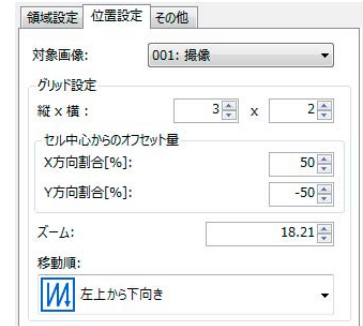 領域設定 位置設定 その他
対象画像: 001: 撮像
グリッド設定
縦 x 横: 3 x 2
セル中心からのオフセット量
X方向割合[%]: 50
Y方向割合[%]: -50
ズーム: 18.21
移動順:
左上から下向き